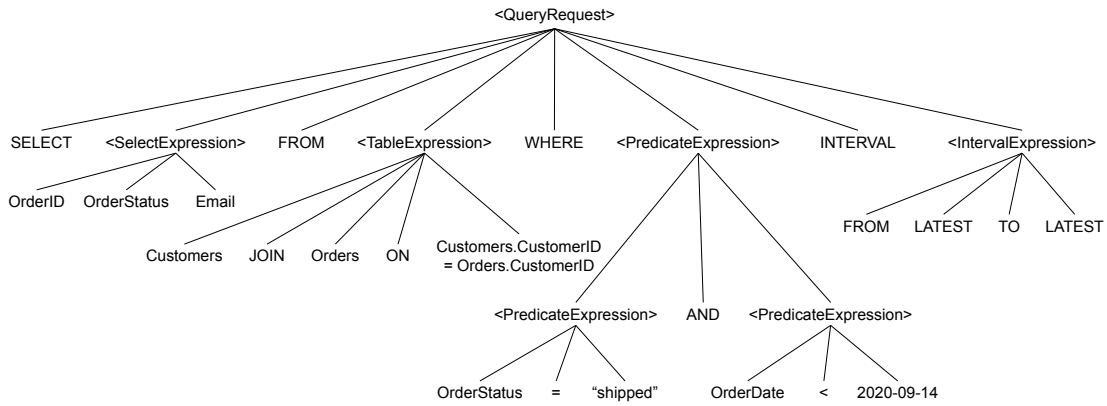 <QueryRequest>
SELECT <SelectExpression> FROM <TableExpression> WHERE <PredicateExpression> INTERVAL <IntervalExpression>
OrderID OrderStatus Email
FROM LATEST TO LATEST
Customers JOIN Orders ON Customers.CustomerID
= Orders.CustomerID
<PredicateExpression> AND <PredicateExpression>
OrderStatus = “shipped” OrderDate < 2020-09-14